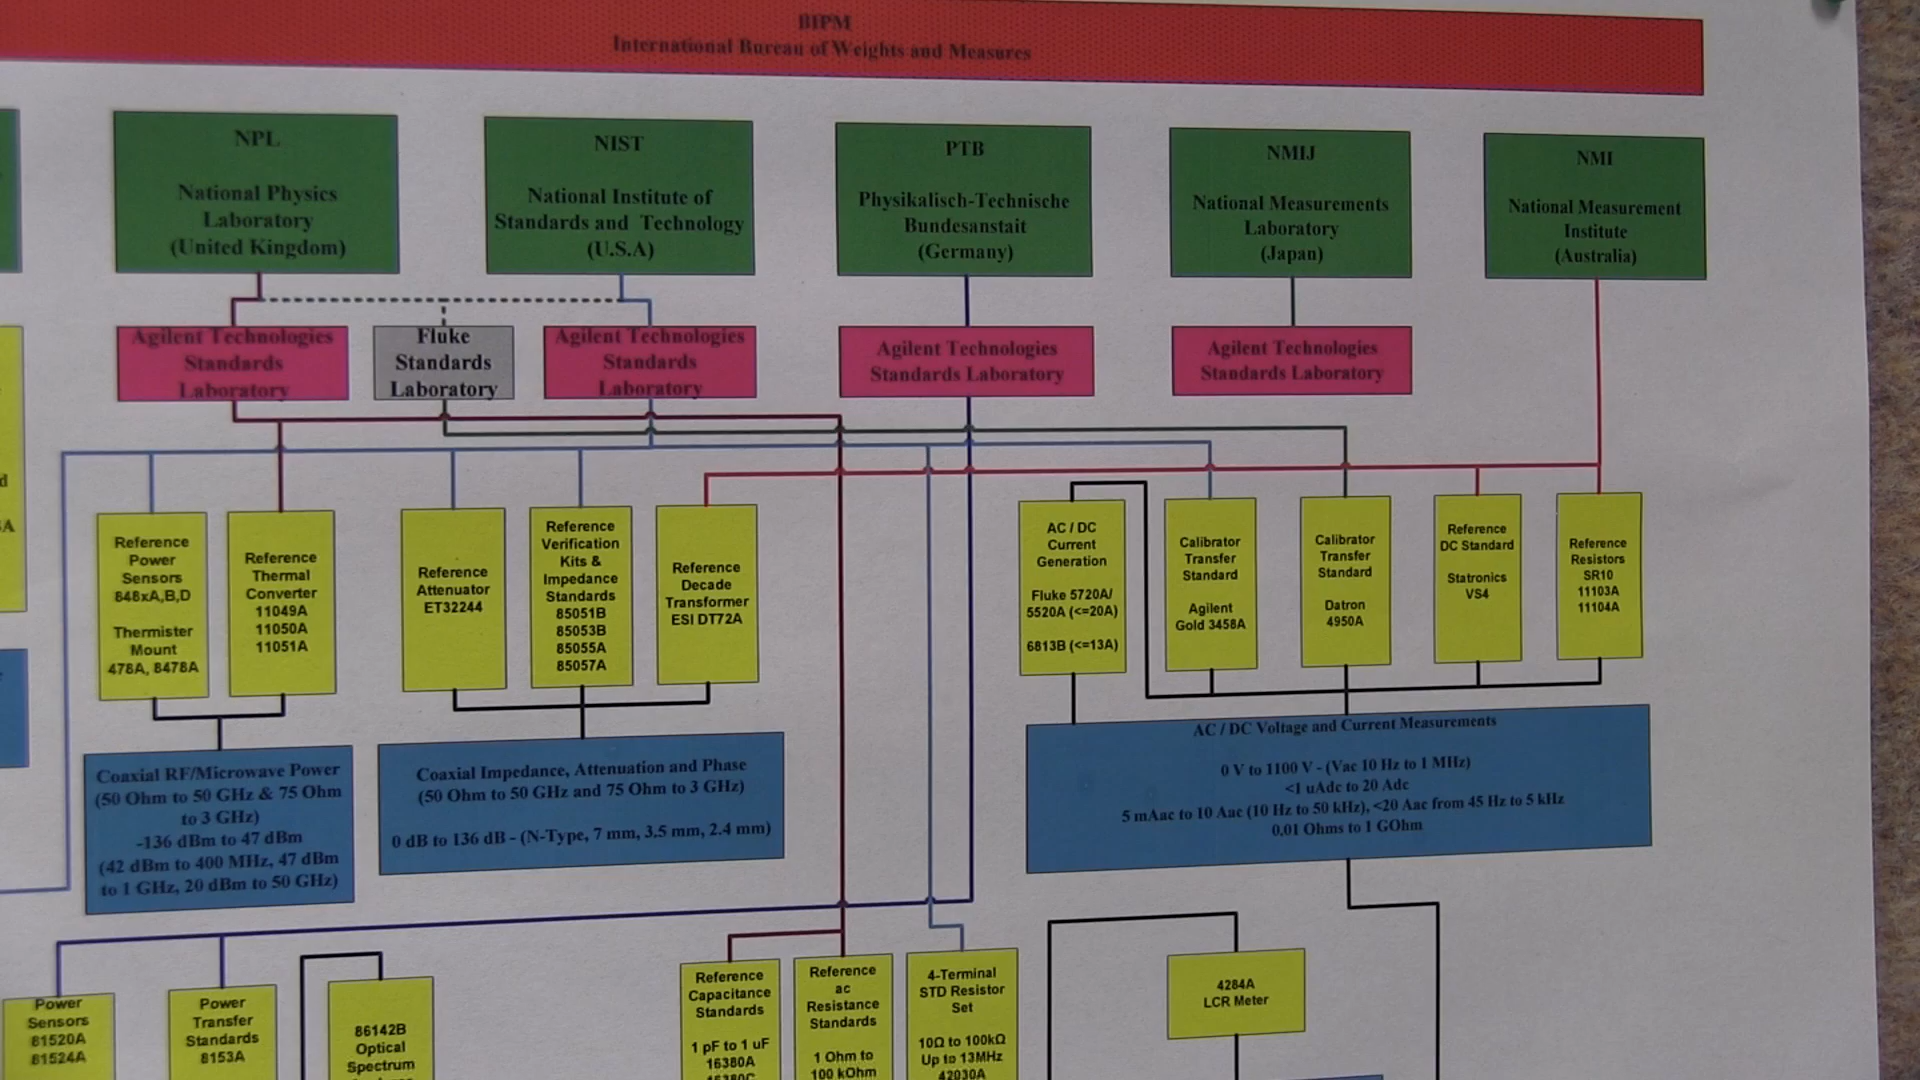 BIPM
International Bureau of Weights and Measures
NPL
National Physics
Laboratory
(United Kingdom)
NIST
National Institute of
Standards and Technology
(U.S.A)
PTB
Physikalisch-Technische
Bundesanstait
(Germany)
NMIJ
National Measurements
Laboratory
(Japan)
NMI
National Measurement
Institute
(Australia)
Agilent Technologies
Standards
Laboratory
Fluke
Standards
Laboratory
Agilent Technologies
Standards
Laboratory
Agilent Technologies
Standards Laboratory
Agilent Technologies
Standards Laboratory
d
A
Reference
Power
Sensors
848xA,B,D
Thermister
Mount
478A, 8478A
Reference
Thermal
Converter
11049A
11050A
11051A
Reference
Attenuator
ET32244
Reference
Verification
Kits &
Impedance
Standards
85051B
85053B
85055A
85057A
Reference
Decade
Transformer
ESI DT72A
AC / DC
Current
Generation
Fluke 5720A/
5520A (<=20A)
6813B (<=13A)
Calibrator
Transfer
Standard
Agilent
Gold 3458A
Calibrator
Transfer
Standard
Datron
4950A
Reference
DC Standard
Statronics
VS4
Reference
Resistors
SR10
11103A
11104A
Coaxial RF/Microwave Power
(50 Ohm to 50 GHz & 75 Ohm
to 3 GHz)
-136 dBm to 47 dBm
(42 dBm to 400 MHz, 47 dBm
to 1 GHz, 20 dBm to 50 GHz)
Coaxial Impedance, Attenuation and Phase
(50 Ohm to 50 GHz and 75 Ohm to 3 GHz)
0 dB to 136 dB - (N-Type, 7 mm, 3.5 mm, 2.4 mm)
AC / DC Voltage and Current Measurements
0 V to 1100 V - (Vac 10 Hz to 1 MHz)
<1 uAdc to 20 Adc
5 mAac to 10 Aac (10 Hz to 50 kHz), <20 Aac from 45 Hz to 5 kHz
0.01 Ohms to 1 GOhm
Power
Sensors
81520A
81524A
Power
Transfer
Standards
8153A
86142B
Optical
Spectrum
Reference
Capacitance
Standards
1 pF to 1 uF
16380A
16380C
Reference
ac
Resistance
Standards
1 Ohm to
100 kOhm
4-Terminal
STD Resistor
Set
10Ω to 100kΩ
Up to 13MHz
42030A
4284A
LCR Meter